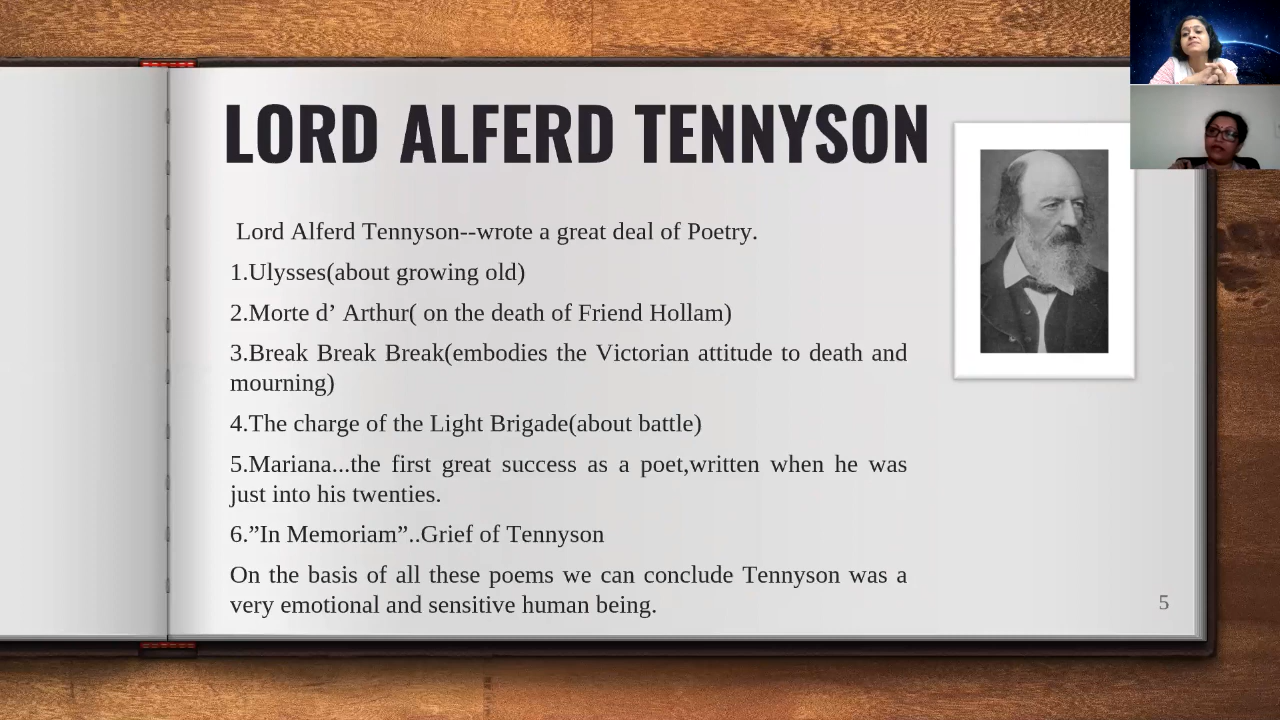 LORD ALFERD TENNYSON
Lord Alferd Tennyson--wrote a great deal of Poetry.
1.Ulysses(about growing old)
2.Morte d’ Arthur( on the death of Friend Hollam)
3.Break Break Break(embodies the Victorian attitude to death and
mourning)
4.The charge of the Light Brigade(about battle)
5.Mariana...the first great success as a poet,written when he was
just into his twenties.
6.”In Memoriam”..Grief of Tennyson
On the basis of all these poems we can conclude Tennyson was a
very emotional and sensitive human being.
5